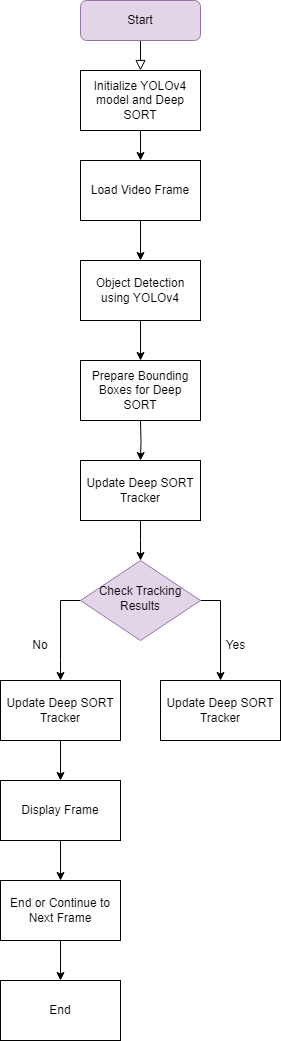 Start
Initialize YOLOv4
model and Deep
SORT
Load Video Frame
Object Detection
using YOLOv4
Prepare Bounding
Boxes for Deep
SORT
Update Deep SORT
Tracker
Check Tracking
Results
No
Yes
Update Deep SORT
Tracker
Update Deep SORT
Tracker
Display Frame
End or Continue to
Next Frame
End